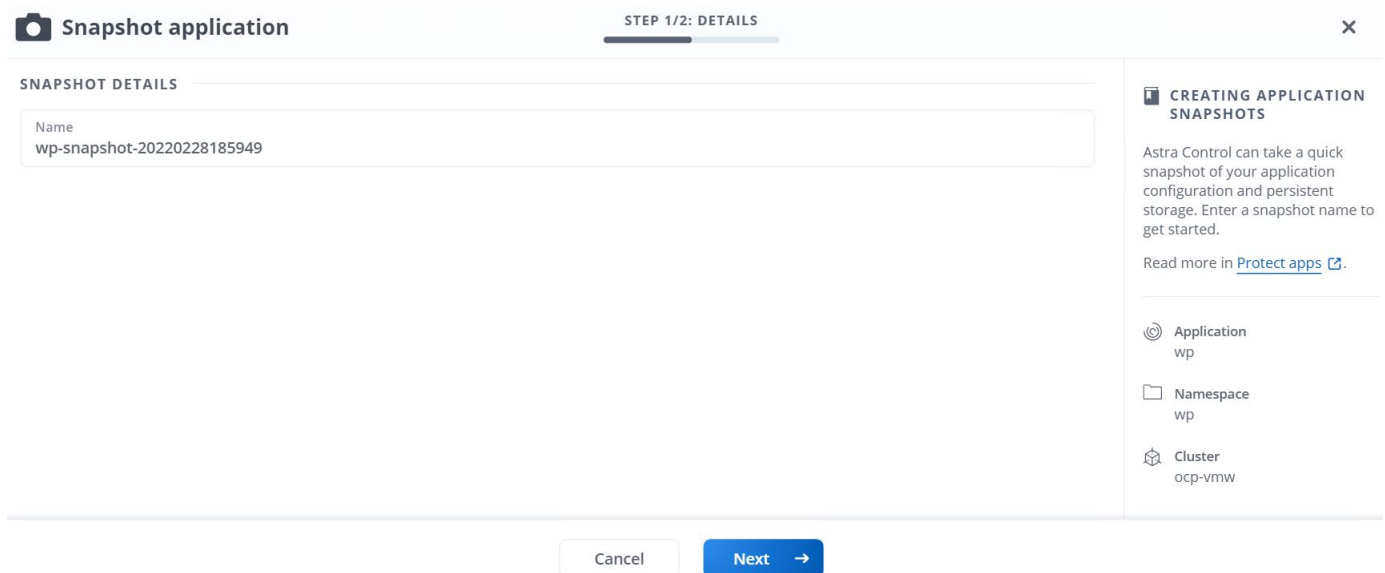 Snapshot application
STEP 1/2: DETAILS
SNAPSHOT DETAILS
Name
wp-snapshot-20220228185949
CREATING APPLICATION
SNAPSHOTS
Astra Control can take a quick
snapshot of your application
configuration and persistent
storage. Enter a snapshot name to
get started.
Read more in Protect apps.
Application
wp
Namespace
wp
Cluster
ocp-vmw
Cancel
Next